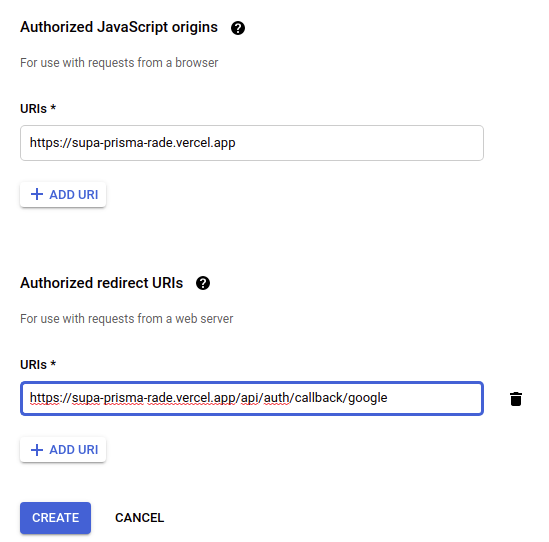 Authorized JavaScript origins
For use with requests from a browser
URIs *
https://supa-prisma-rade.vercel.app
ADD URI
Authorized redirect URIs
For use with requests from a web server
URIs *
https://supa-prisma-rade.vercel.app/api/auth/callback/google
ADD URI
CREATE CANCEL